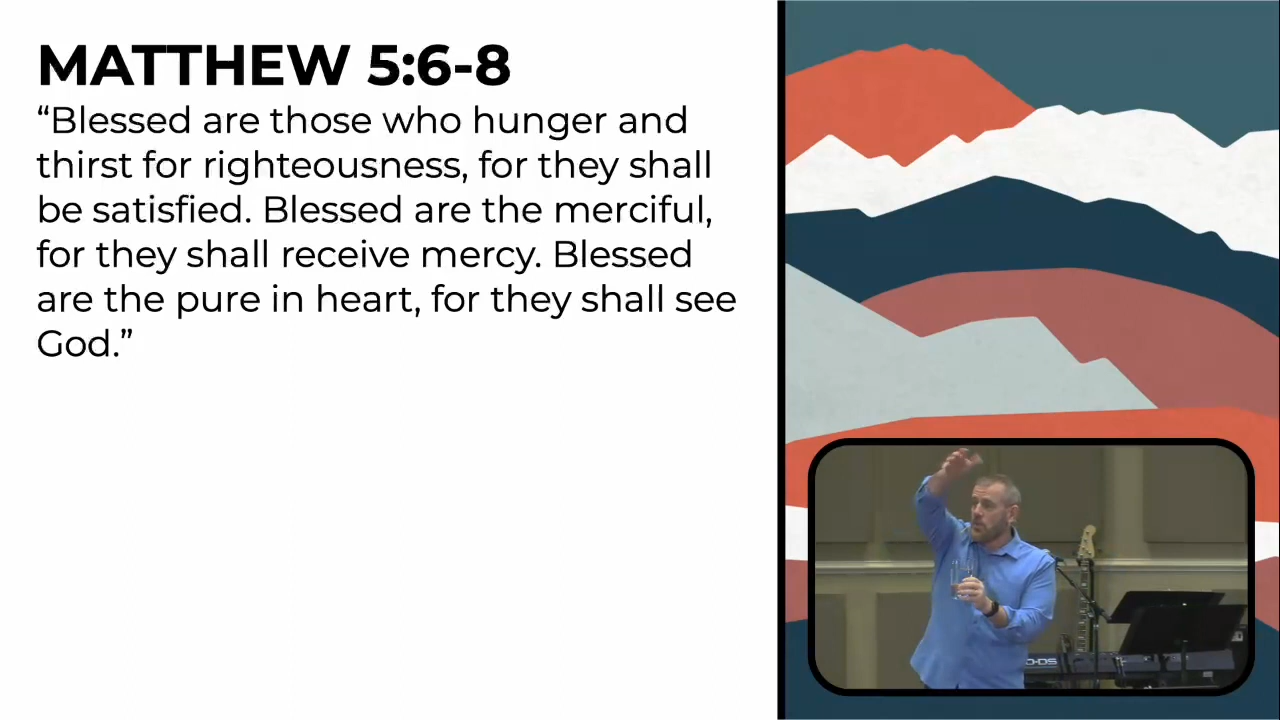 MATTHEW 5:6-8
“Blessed are those who hunger and
thirst for righteousness, for they shall
be satisfied. Blessed are the merciful,
for they shall receive mercy. Blessed
are the pure in heart, for they shall see
God.”